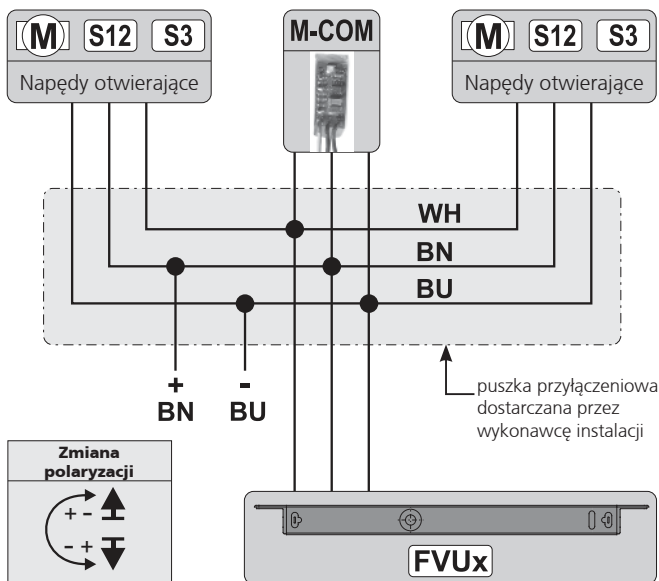 M S12 S3
Napędy otwierające
M-COM
M S12 S3
Napędy otwierające
WH
BN
BU
+
BN
-
BU
puszka przyłączeniowa
dostarczana przez
wykonawcę instalacji
Zmiana
polaryzacji
+ -
- +
FVUx